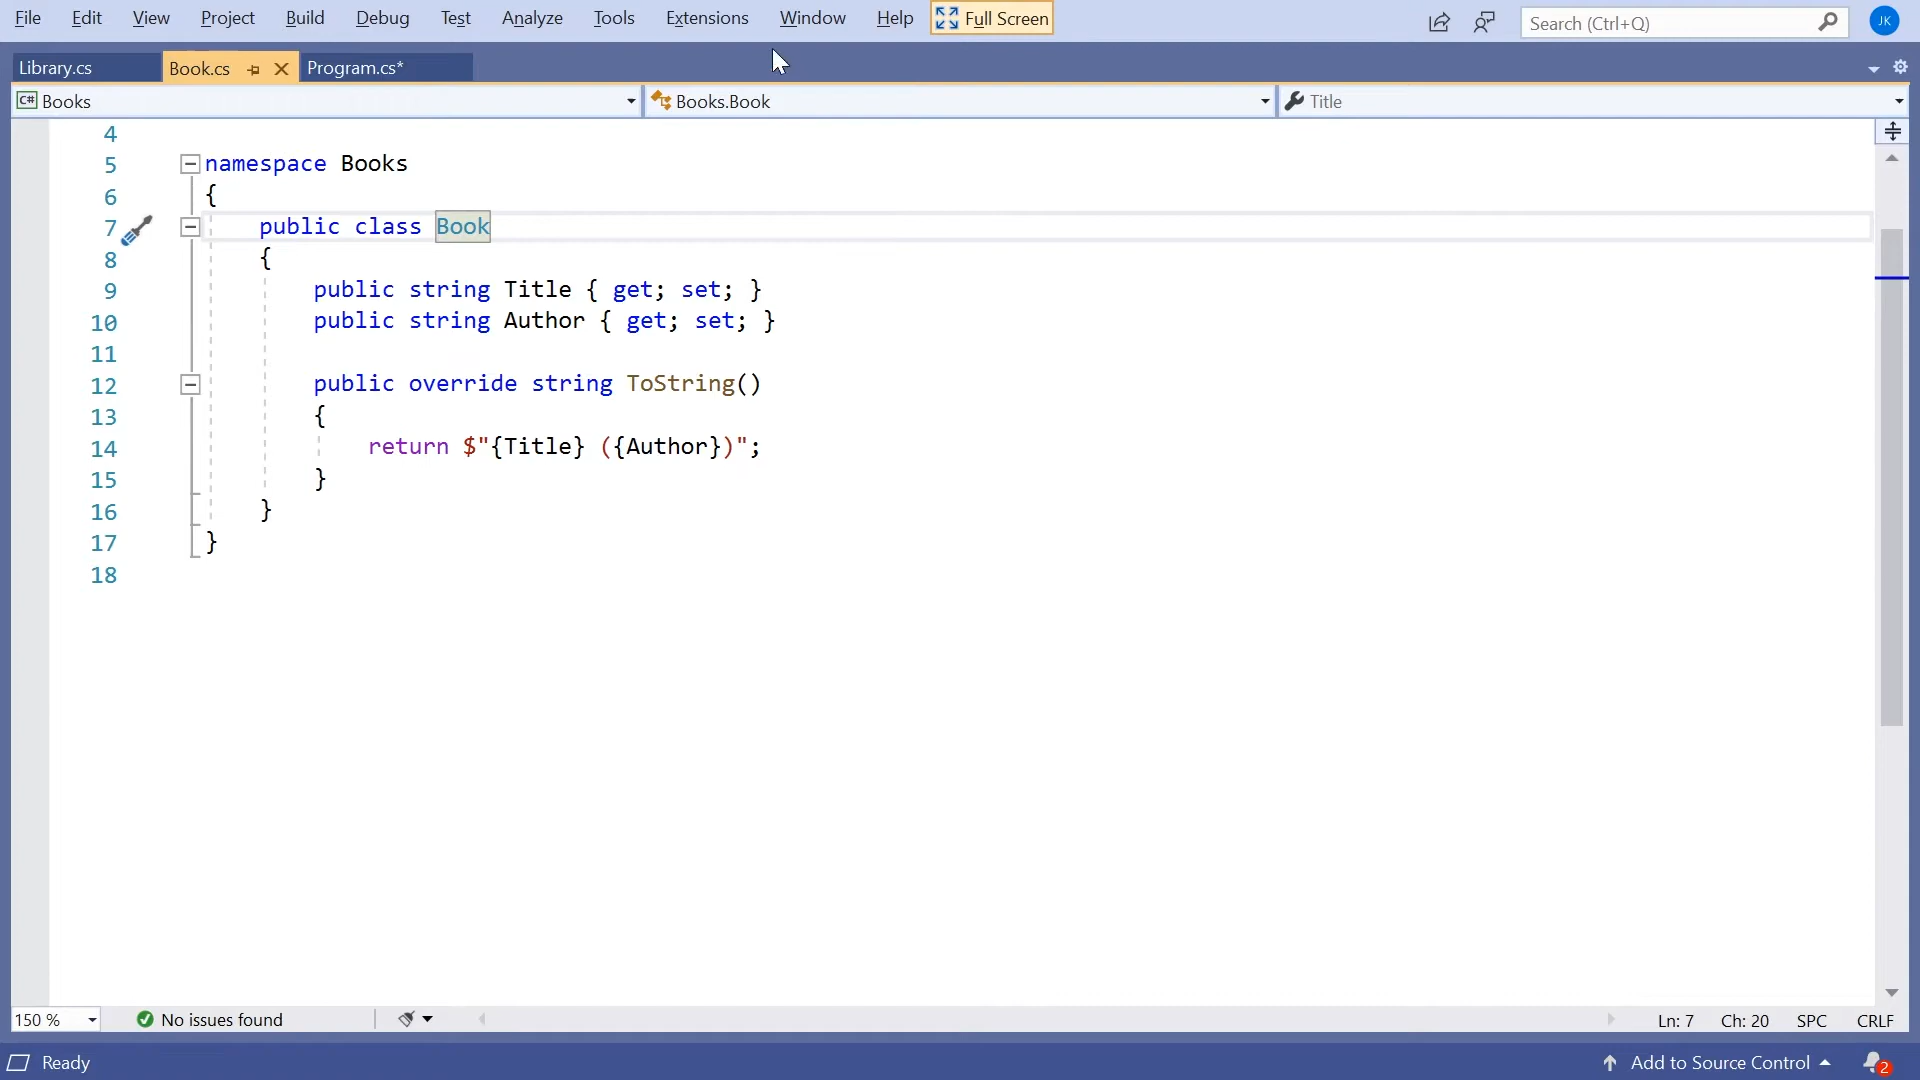 File Edit View Project Build Debug Test Analyze Tools Extensions Window Help Full Screen Search (Ctrl+Q) JK
Library.cs Book.cs Program.cs*
C# Books Books.Book Title
4
5 namespace Books
6 {
7 public class Book
8 {
9 public string Title { get; set; }
10 public string Author { get; set; }
11
12 public override string ToString()
13 {
14 return $"{Title} ({Author})";
15 }
16 }
17 }
18
150 % No issues found Ln: 7 Ch: 20 SPC CRLF
Ready Add to Source Control 2